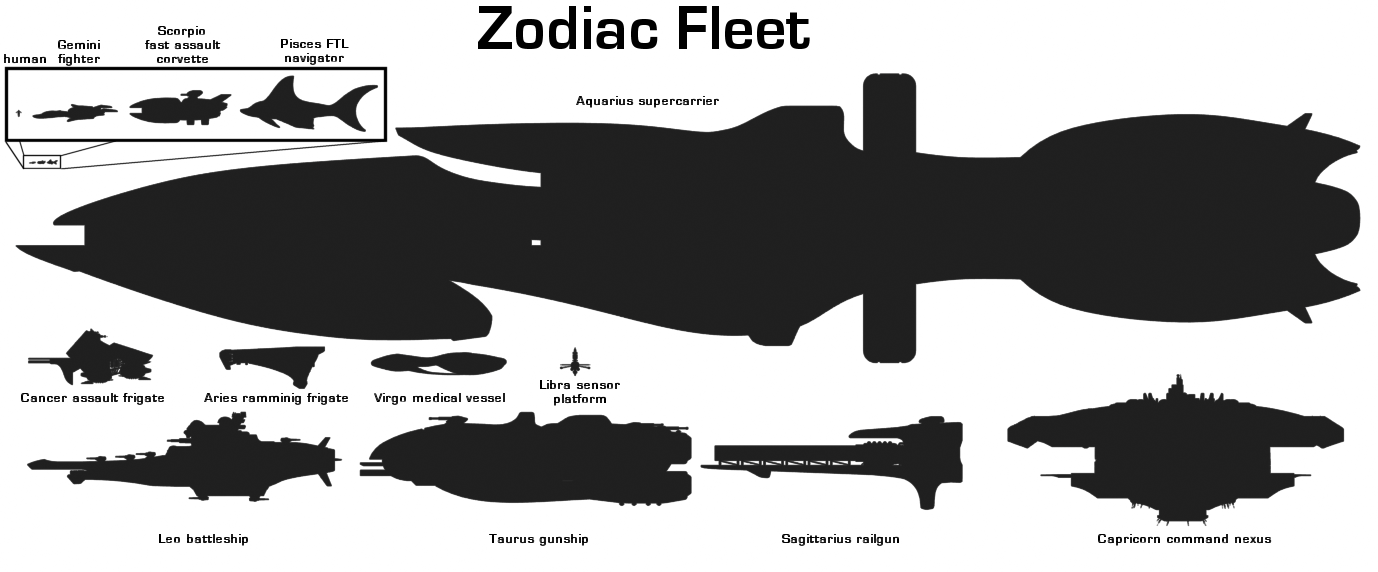 Zodiac Fleet
human
Gemini
fighter
Scorpio
fast assault
corvette
Pisces FTL
navigator
Aquarius supercarrier
Cancer assault frigate
Aries ramminig frigate
Virgo medical vessel
Libra sensor
platform
Leo battleship
Taurus gunship
Sagittarius railgun
Capricorn command nexus